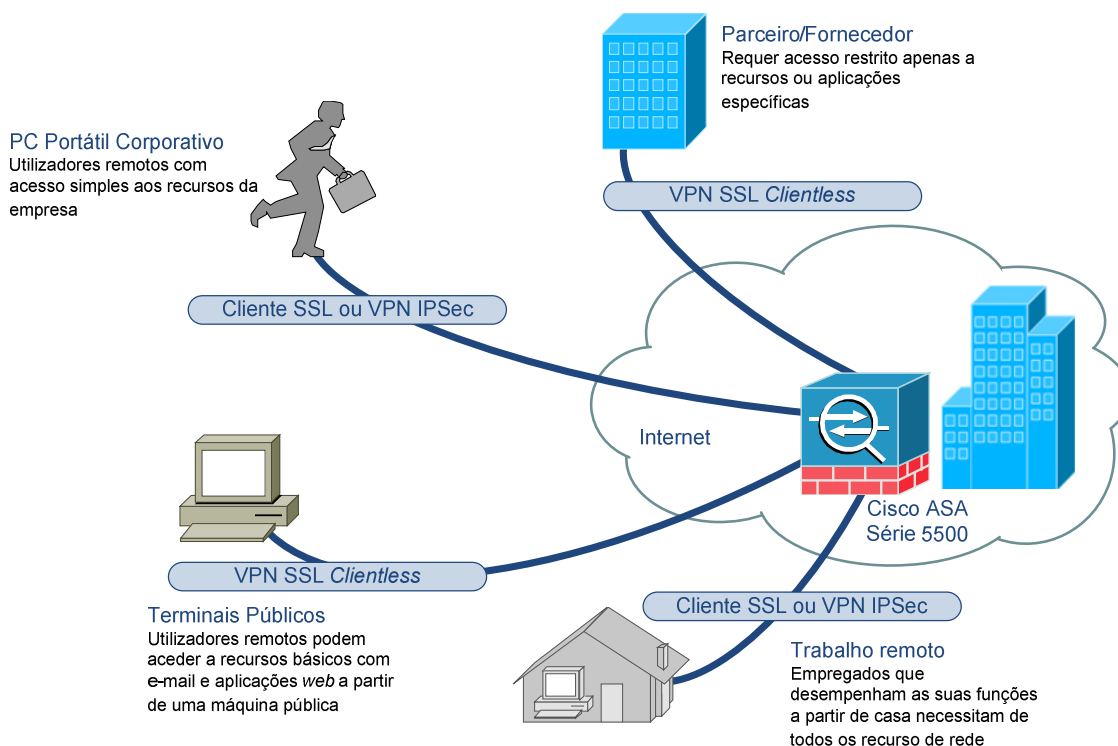 Parceiro/Fornecedor
Requer acesso restrito apenas a
recursos ou aplicações
específicas
PC Portátil Corporativo
Utilizadores remotos com
acesso simples aos recursos da
empresa
VPN SSL Clientless
Cliente SSL ou VPN IPSec
Internet
Cisco ASA
Série 5500
VPN SSL Clientless
Terminais Públicos
Utilizadores remotos podem
aceder a recursos básicos com
e-mail e aplicações web a partir
de uma máquina pública
Cliente SSL ou VPN IPSec
Trabalho remoto
Empregados que
desempenham as suas funções
a partir de casa necessitam de
todos os recurso de rede